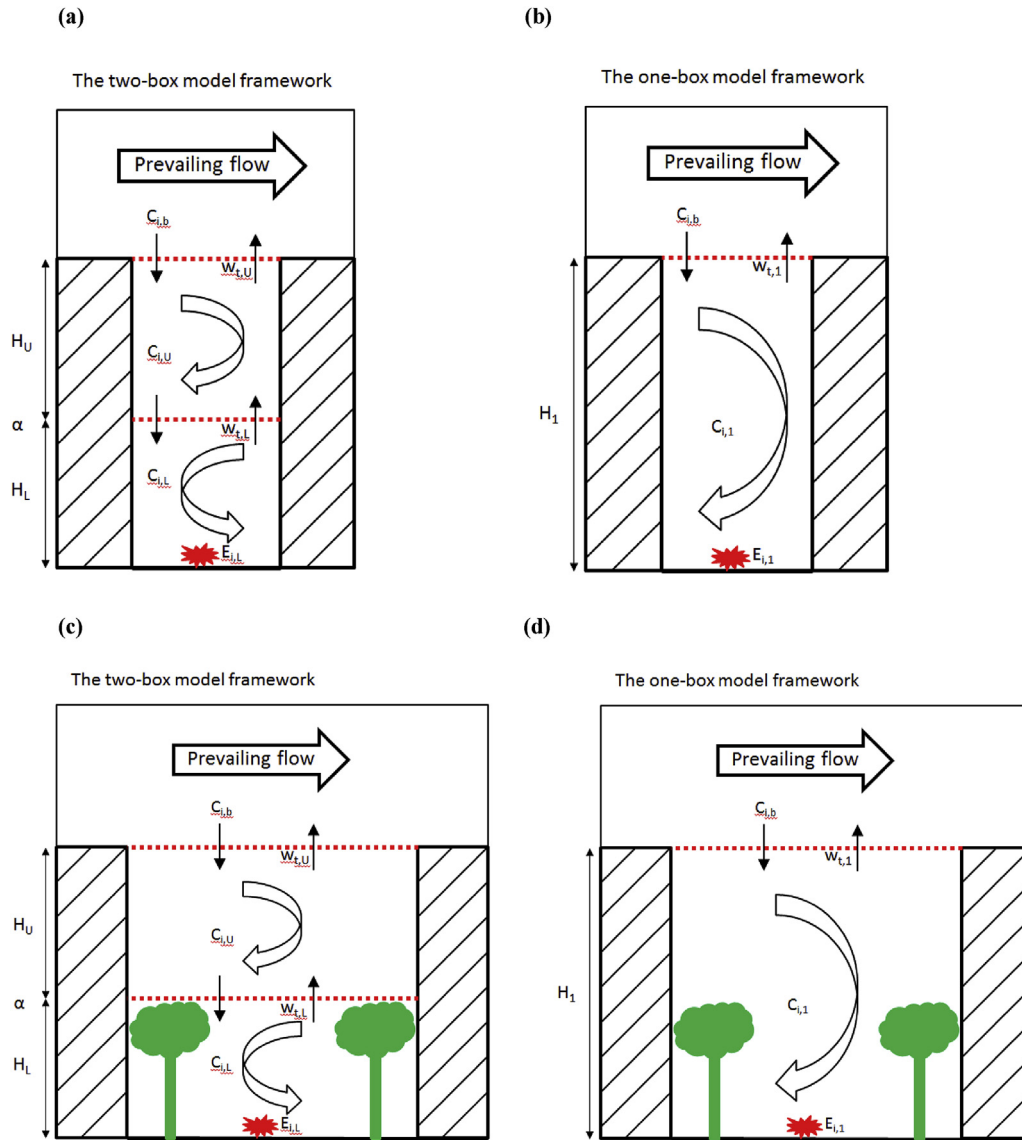 (a)
The two-box model framework
Prevailing flow
Ci,b
wt,U
HU
Ci,U
α
wt,L
HL
Ci,L
Ei,L
(b)
The one-box model framework
Prevailing flow
Ci,b
wt,1
H1
Ci,1
Ei,1
(c)
The two-box model framework
Prevailing flow
Ci,b
wt,U
HU
Ci,U
α
wt,L
HL
Ci,L
Ei,L
(d)
The one-box model framework
Prevailing flow
Ci,b
wt,1
H1
Ci,1
Ei,1